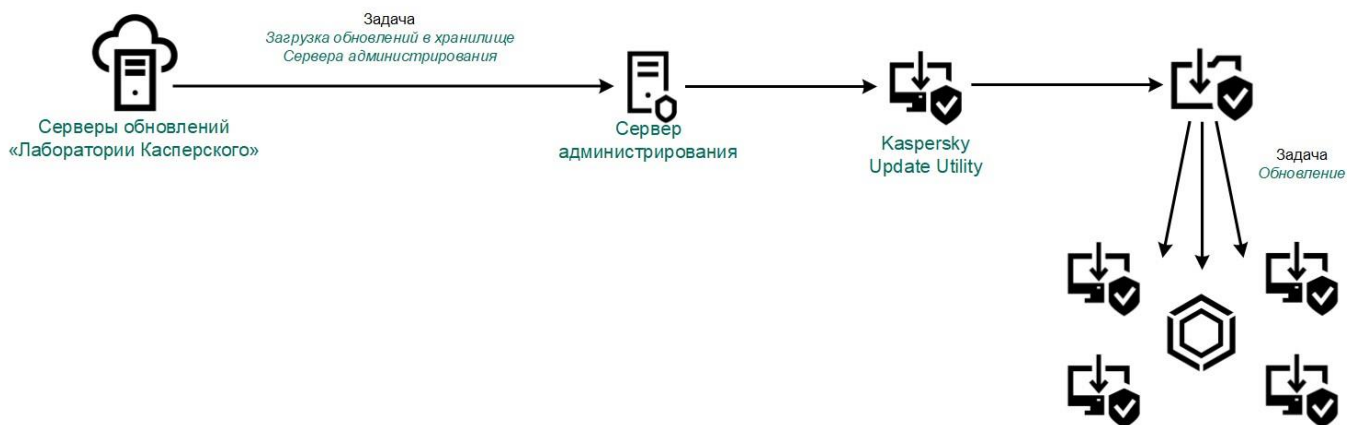 Задача
Загрузка обновлений в хранилище
Сервера администрирования
Серверы обновлений
«Лаборатории Касперского»
Сервер
администрирования
Kaspersky
Update Utility
Задача
Обновление